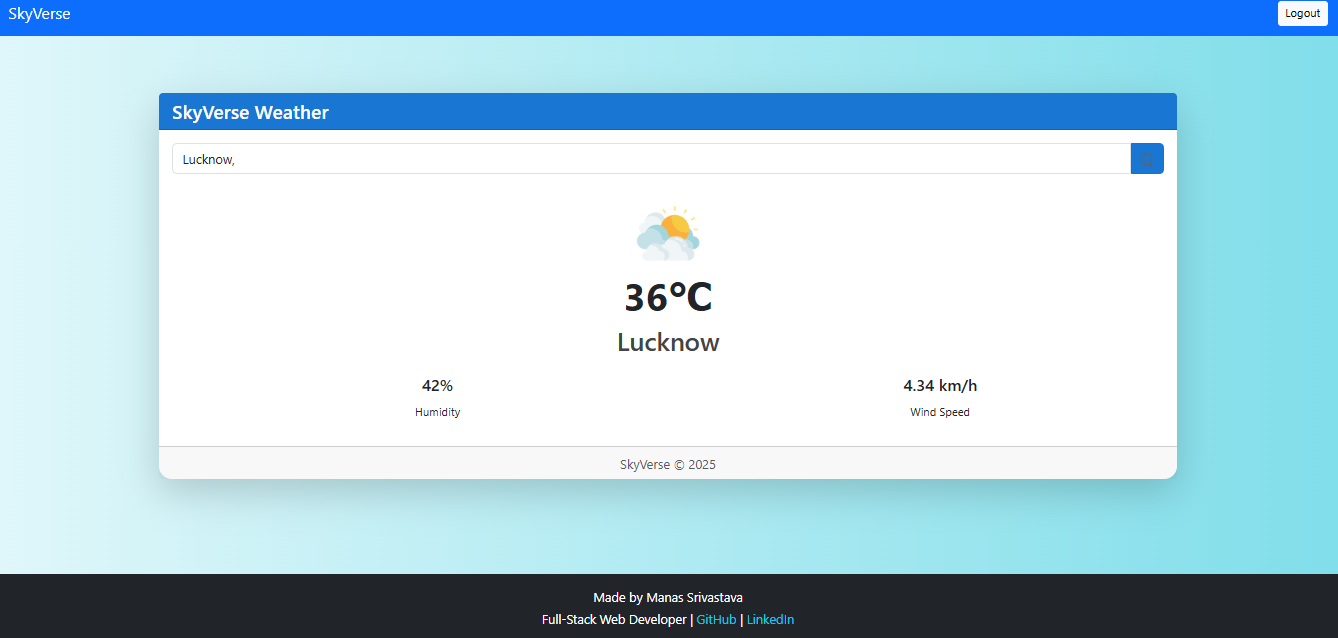 SkyVerse
Logout
SkyVerse Weather
Lucknow,
36°C
Lucknow
42%
4.34 km/h
Humidity
Wind Speed
SkyVerse © 2025
Made by Manas Srivastava
Full-Stack Web Developer | GitHub | LinkedIn